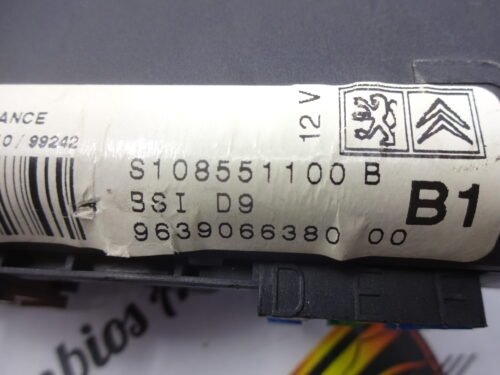 ANCE
0/99242
12 V
S108551100 B
BSI D9
B1
9639066380 00
D E F